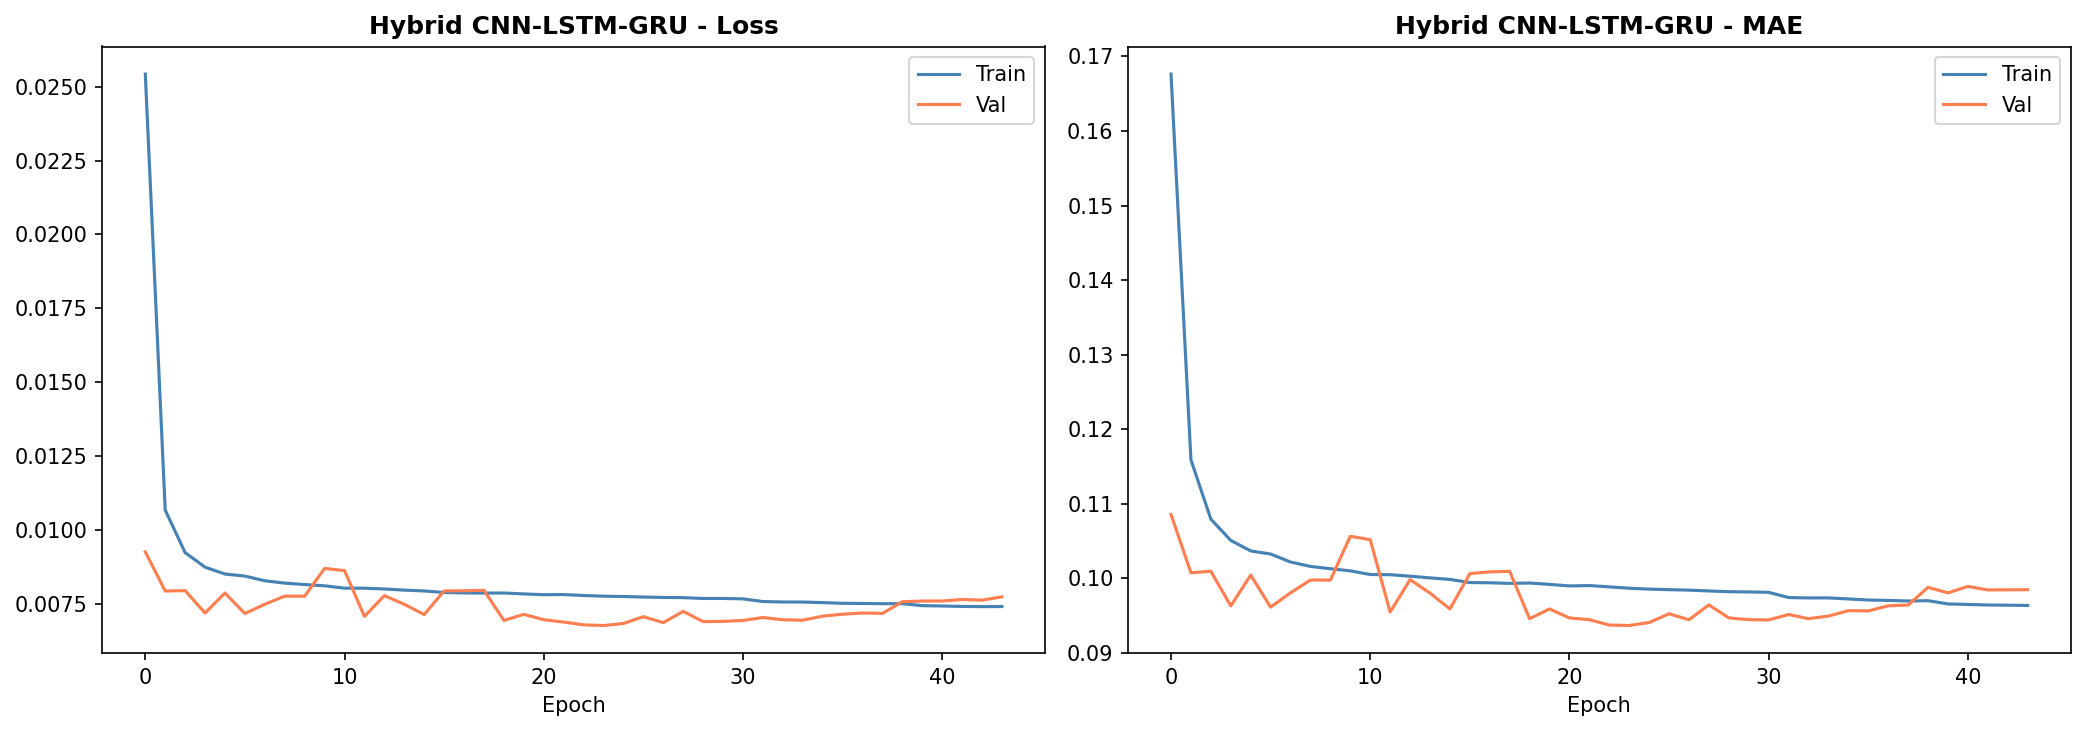 Hybrid CNN-LSTM-GRU - Loss
Train
Val
0.0250
0.0225
0.0200
0.0175
0.0150
0.0125
0.0100
0.0075
0 10 20 30 40
Epoch
Hybrid CNN-LSTM-GRU - MAE
Train
Val
0.17
0.16
0.15
0.14
0.13
0.12
0.11
0.10
0.09
0 10 20 30 40
Epoch